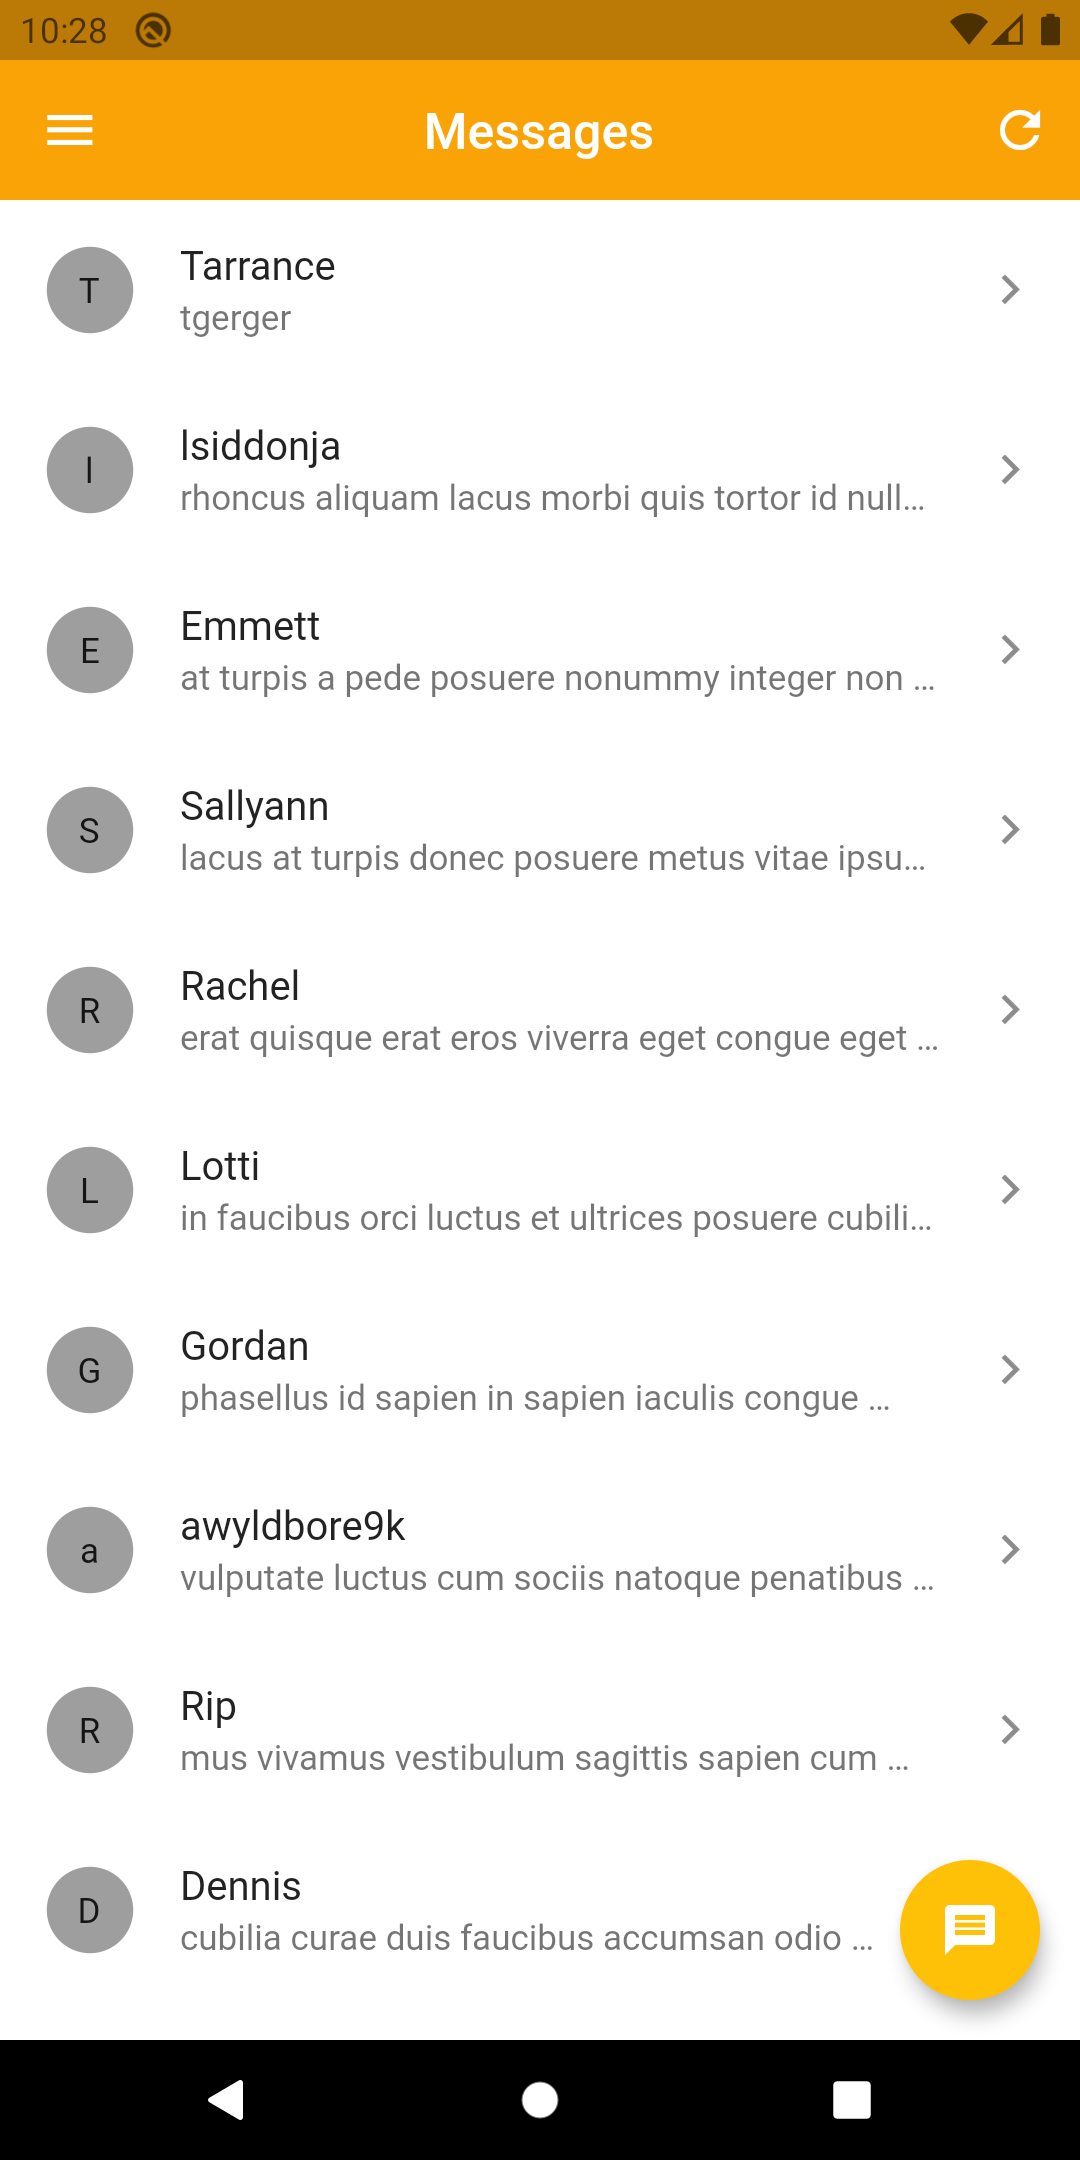 10:28
Messages
T
Tarrance
tgerger
l
lsiddonja
rhoncus aliquam lacus morbi quis tortor id null…
E
Emmett
at turpis a pede posuere nonummy integer non …
S
Sallyann
lacus at turpis donec posuere metus vitae ipsu…
R
Rachel
erat quisque erat eros viverra eget congue eget …
L
Lotti
in faucibus orci luctus et ultrices posuere cubili…
G
Gordan
phasellus id sapien in sapien iaculis congue …
a
awyldbore9k
vulputate luctus cum sociis natoque penatibus …
R
Rip
mus vivamus vestibulum sagittis sapien cum …
D
Dennis
cubilia curae duis faucibus accumsan odio …